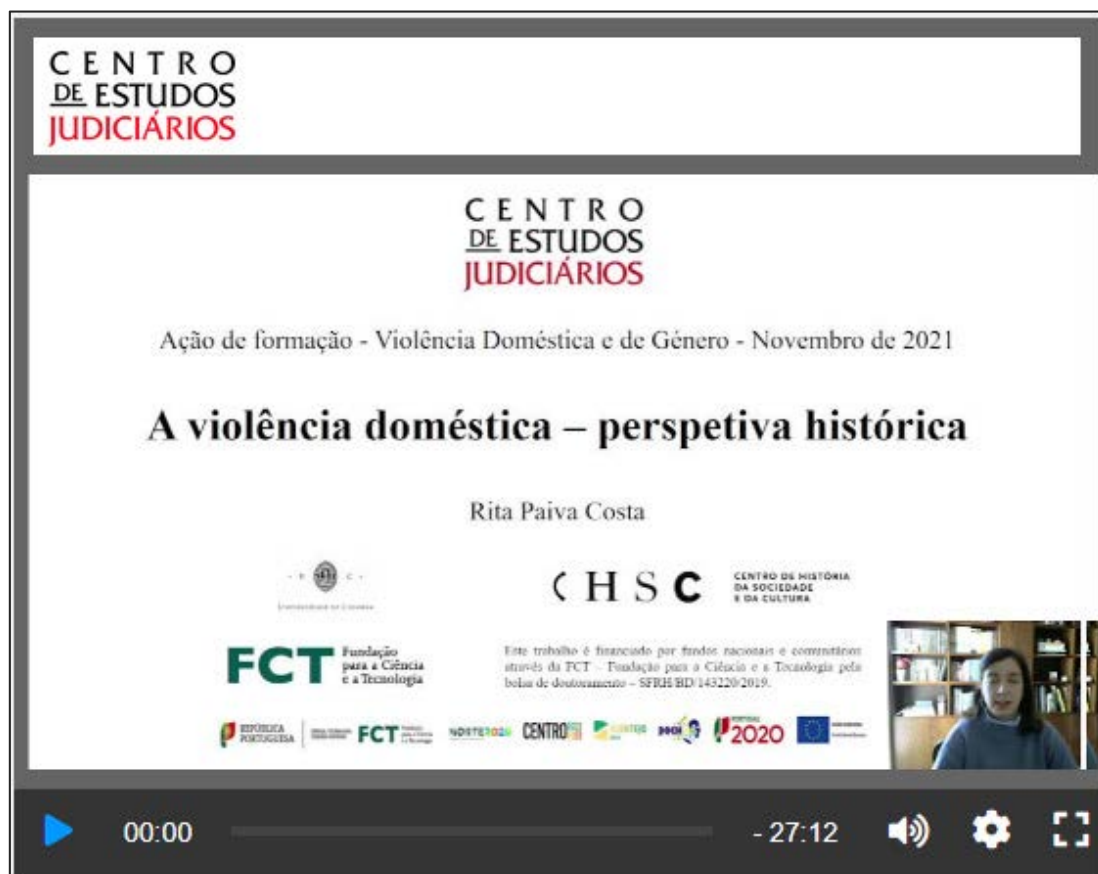 CENTRO
DE ESTUDOS
JUDICIÁRIOS
CENTRO
DE ESTUDOS
JUDICIÁRIOS
Ação de formação - Violência Doméstica e de Género - Novembro de 2021
A violência doméstica – perspetiva histórica
Rita Paiva Costa
CHSC
CENTRO DE HISTÓRIA
DA SOCIEDADE
E DA CULTURA
FCT
Fundação
para a Ciência
e a Tecnologia
Este trabalho é financiado por fundos nacionais e comunitários
através da FCT – Fundação para a Ciência e a Tecnologia pela
bolsa de doutoramento – SFRH/BD/143220/2019.
REPÚBLICA
PORTUGUESA
FCT
CENTRO
2020
00:00
- 27:12